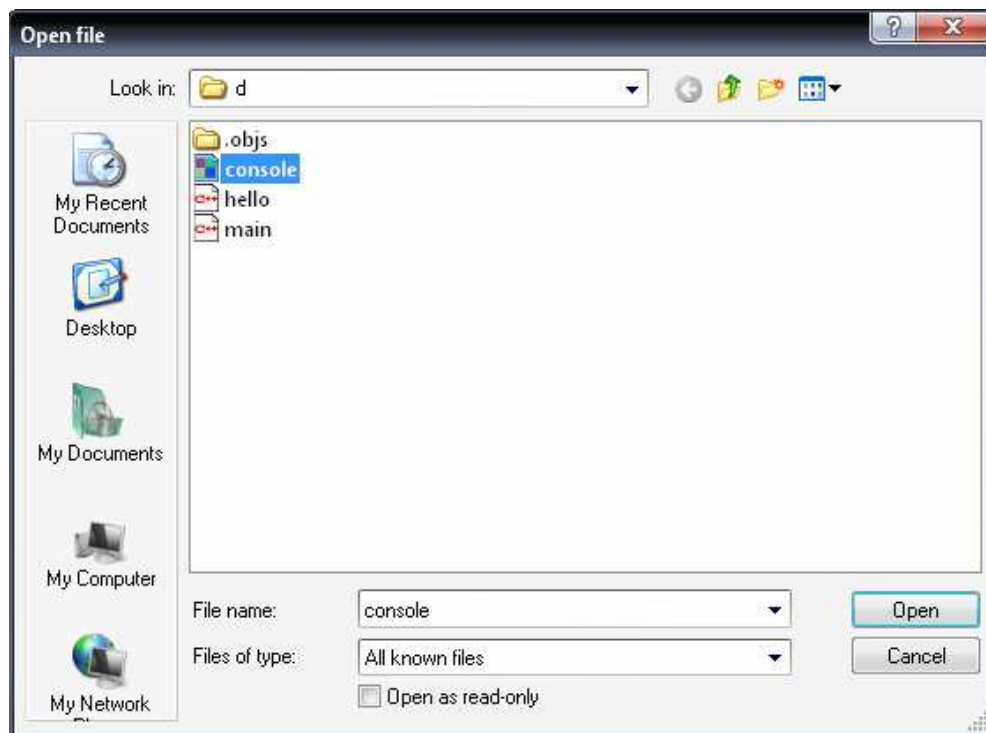 Open file
Look in:
d
.objs
console
hello
main
My Recent
Documents
Desktop
My Documents
My Computer
My Network
File name:
console
Open
Files of type:
All known files
Cancel
Open as read-only